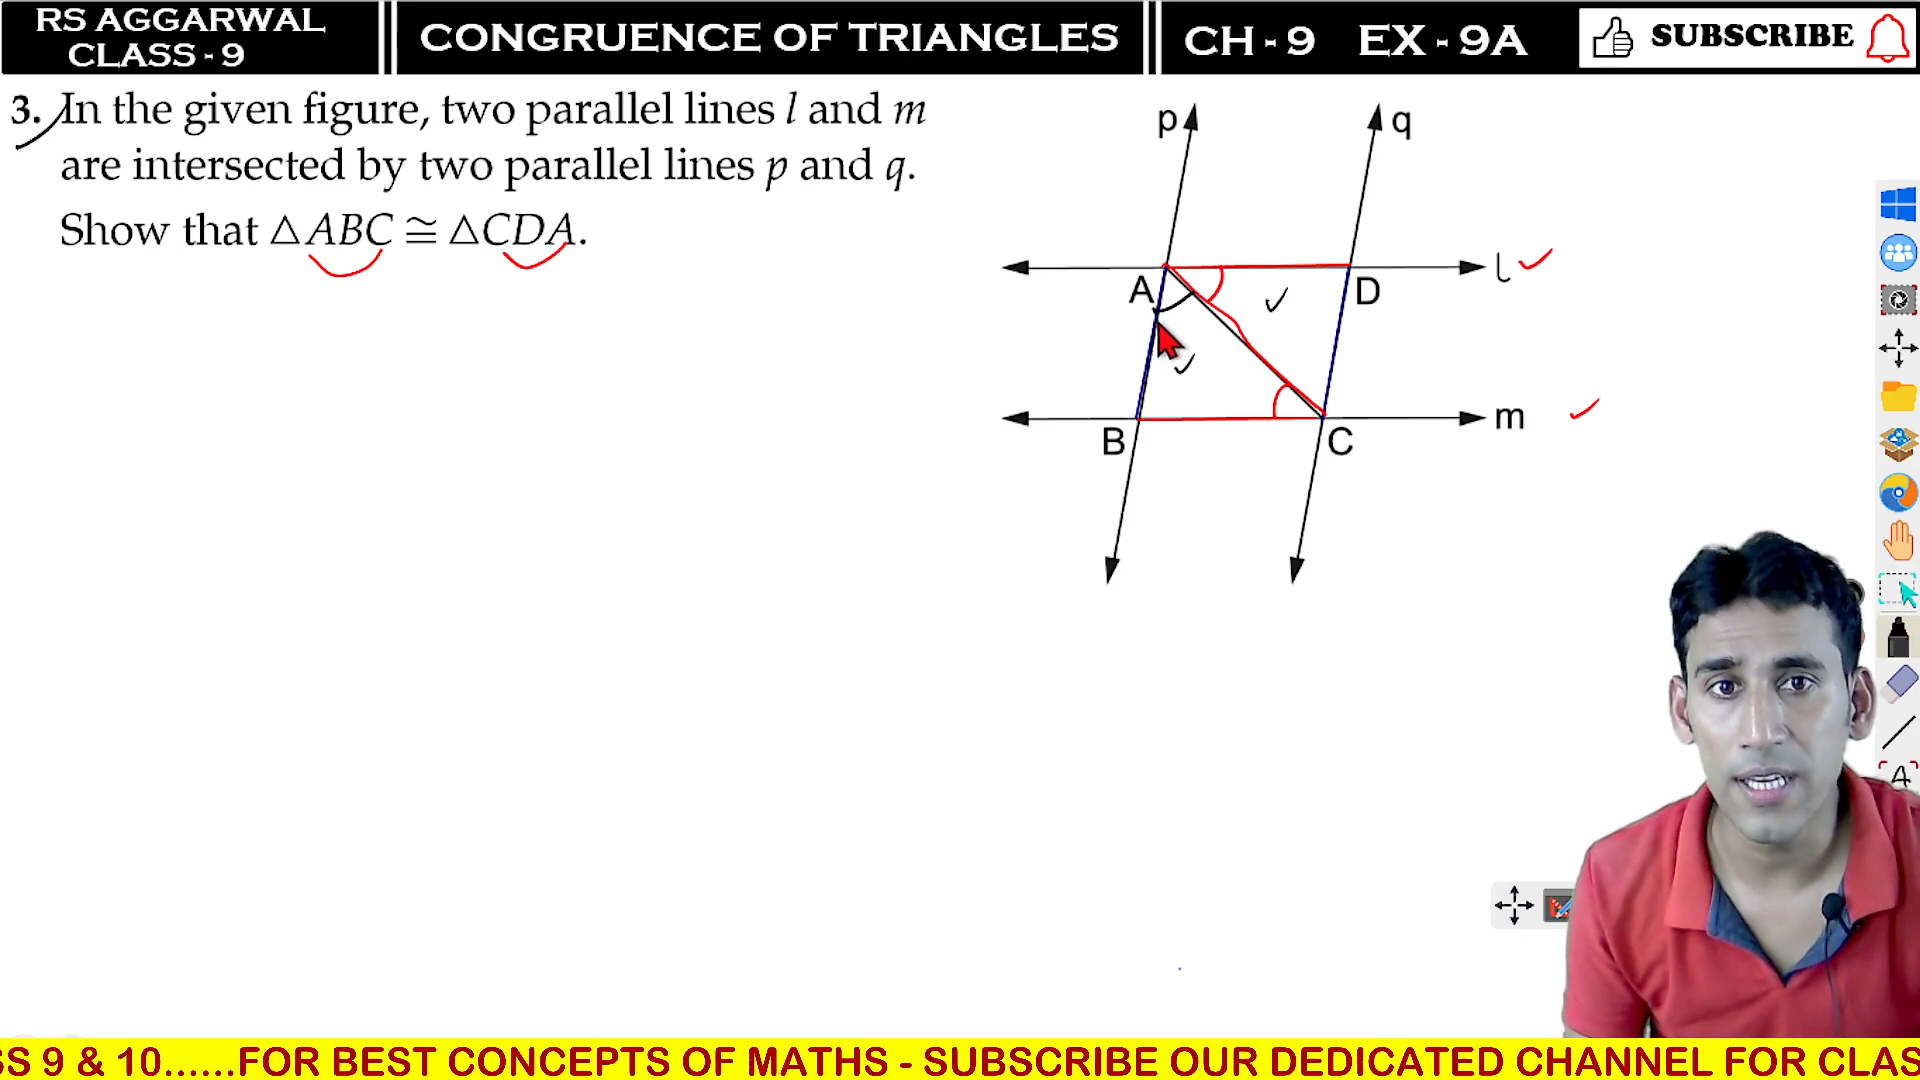 RS AGGARWAL
CLASS - 9
CONGRUENCE OF TRIANGLES
CH - 9 EX - 9A
SUBSCRIBE
3. In the given figure, two parallel lines l and m
are intersected by two parallel lines p and q.
Show that △ABC ≅ △CDA.
p
q
A
D
l
B
C
m
A
SS 9 & 10......FOR BEST CONCEPTS OF MATHS - SUBSCRIBE OUR DEDICATED CHANNEL FOR CLAS